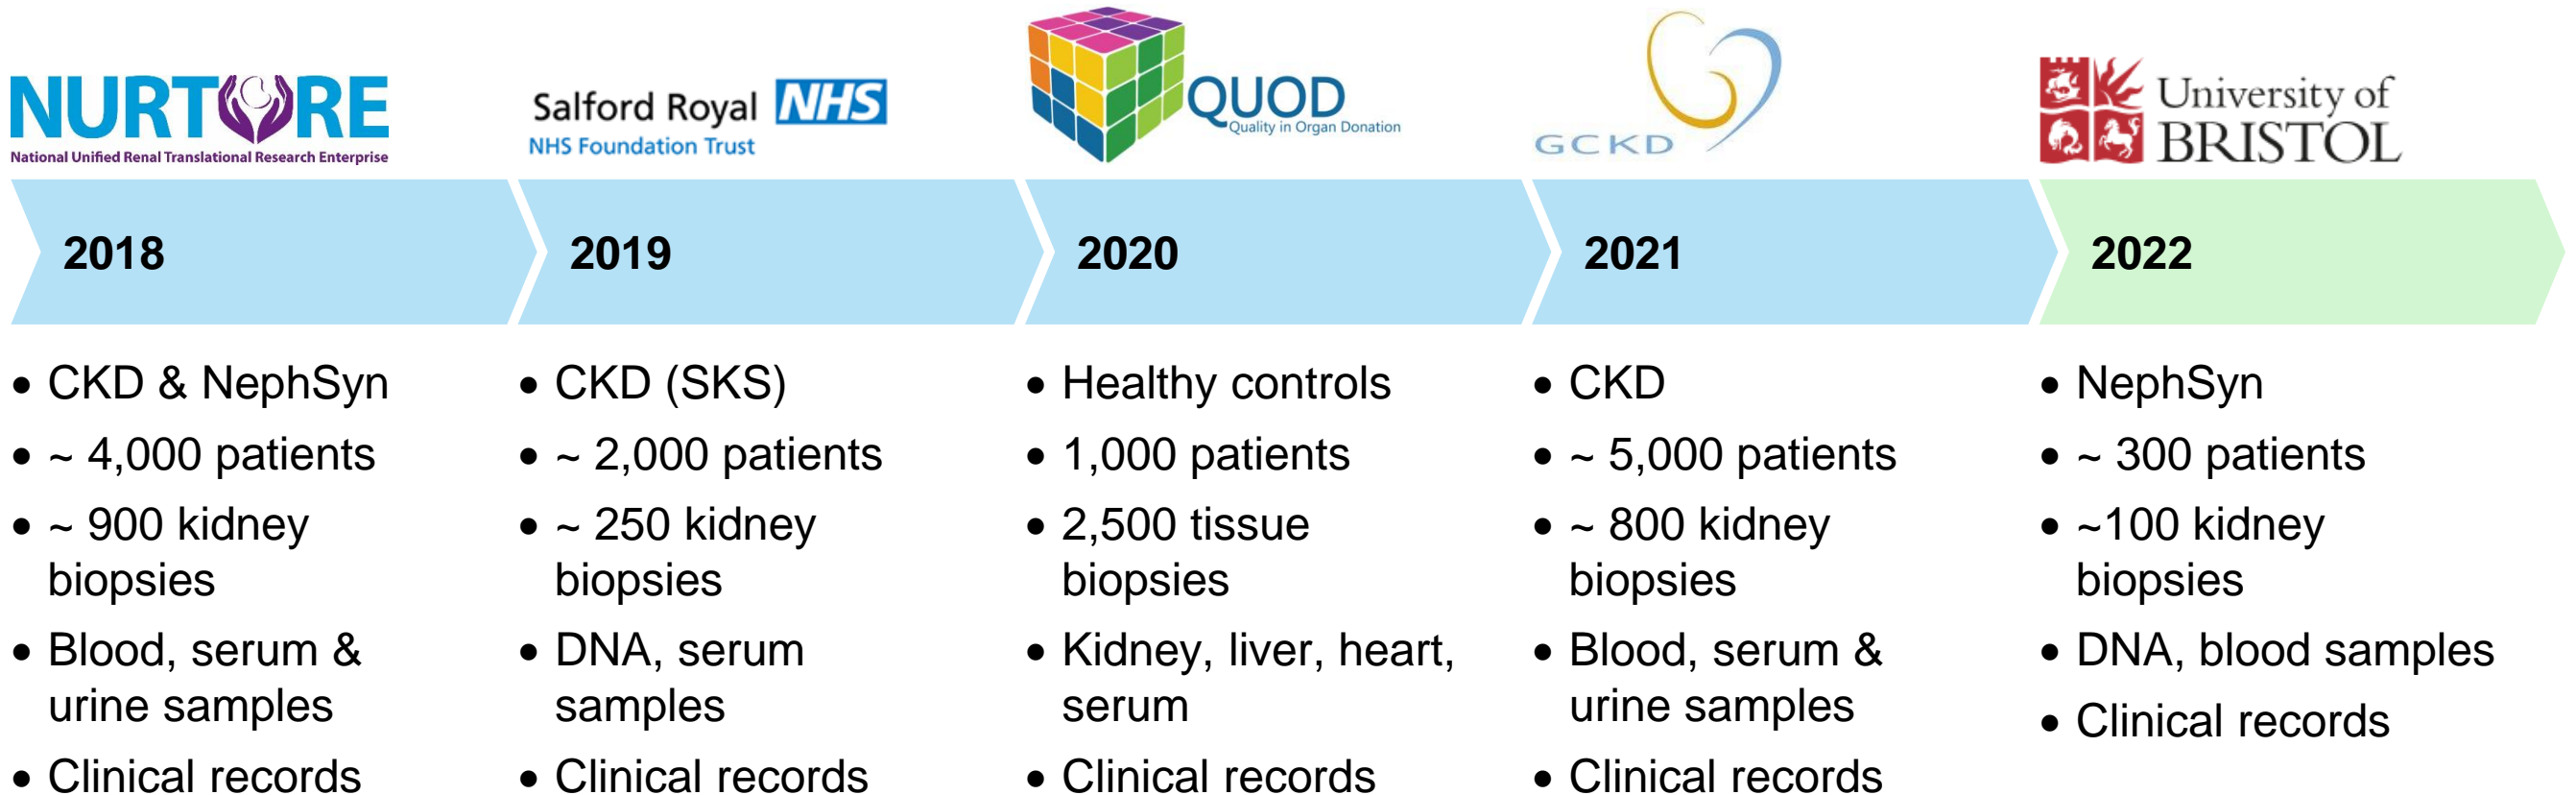 NURTURE
National Unified Renal Translational Research Enterprise
Salford Royal NHS
NHS Foundation Trust
QUOD
Quality in Organ Donation
GCKD
University of
BRISTOL
2018
2019
2020
2021
2022
• CKD & NephSyn
• ~ 4,000 patients
• ~ 900 kidney
biopsies
• Blood, serum &
urine samples
• Clinical records
• CKD (SKS)
• ~ 2,000 patients
• ~ 250 kidney
biopsies
• DNA, serum
samples
• Clinical records
• Healthy controls
• 1,000 patients
• 2,500 tissue
biopsies
• Kidney, liver, heart,
serum
• Clinical records
• CKD
• ~ 5,000 patients
• ~ 800 kidney
biopsies
• Blood, serum &
urine samples
• Clinical records
• NephSyn
• ~ 300 patients
• ~100 kidney
biopsies
• DNA, blood samples
• Clinical records